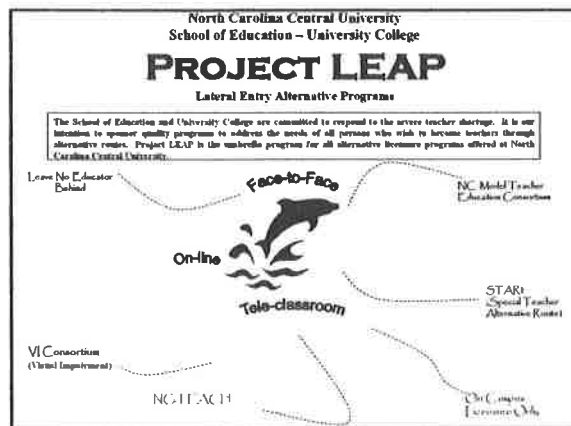 North Carolina Central University
School of Education – University College
PROJECT LEAP
Lateral Entry Alternative Programs
The School of Education and University College are committed to respond to the severe teacher shortage. It is our
intention to sponsor quality programs to address the needs of all persons who wish to become teachers through
alternative routes. Project LEAP is the umbrella program for all alternative licensure programs offered at North
Carolina Central University.
Leave No Educator
Behind
Face-to-Face
NC Model Teacher
Education Consortium
On-line
Tele-classroom
STAR
(Special Teacher
Alternative Route)
VI Consortium
(Visual Impairment)
NC TEACH
On Campus
Licensure Only